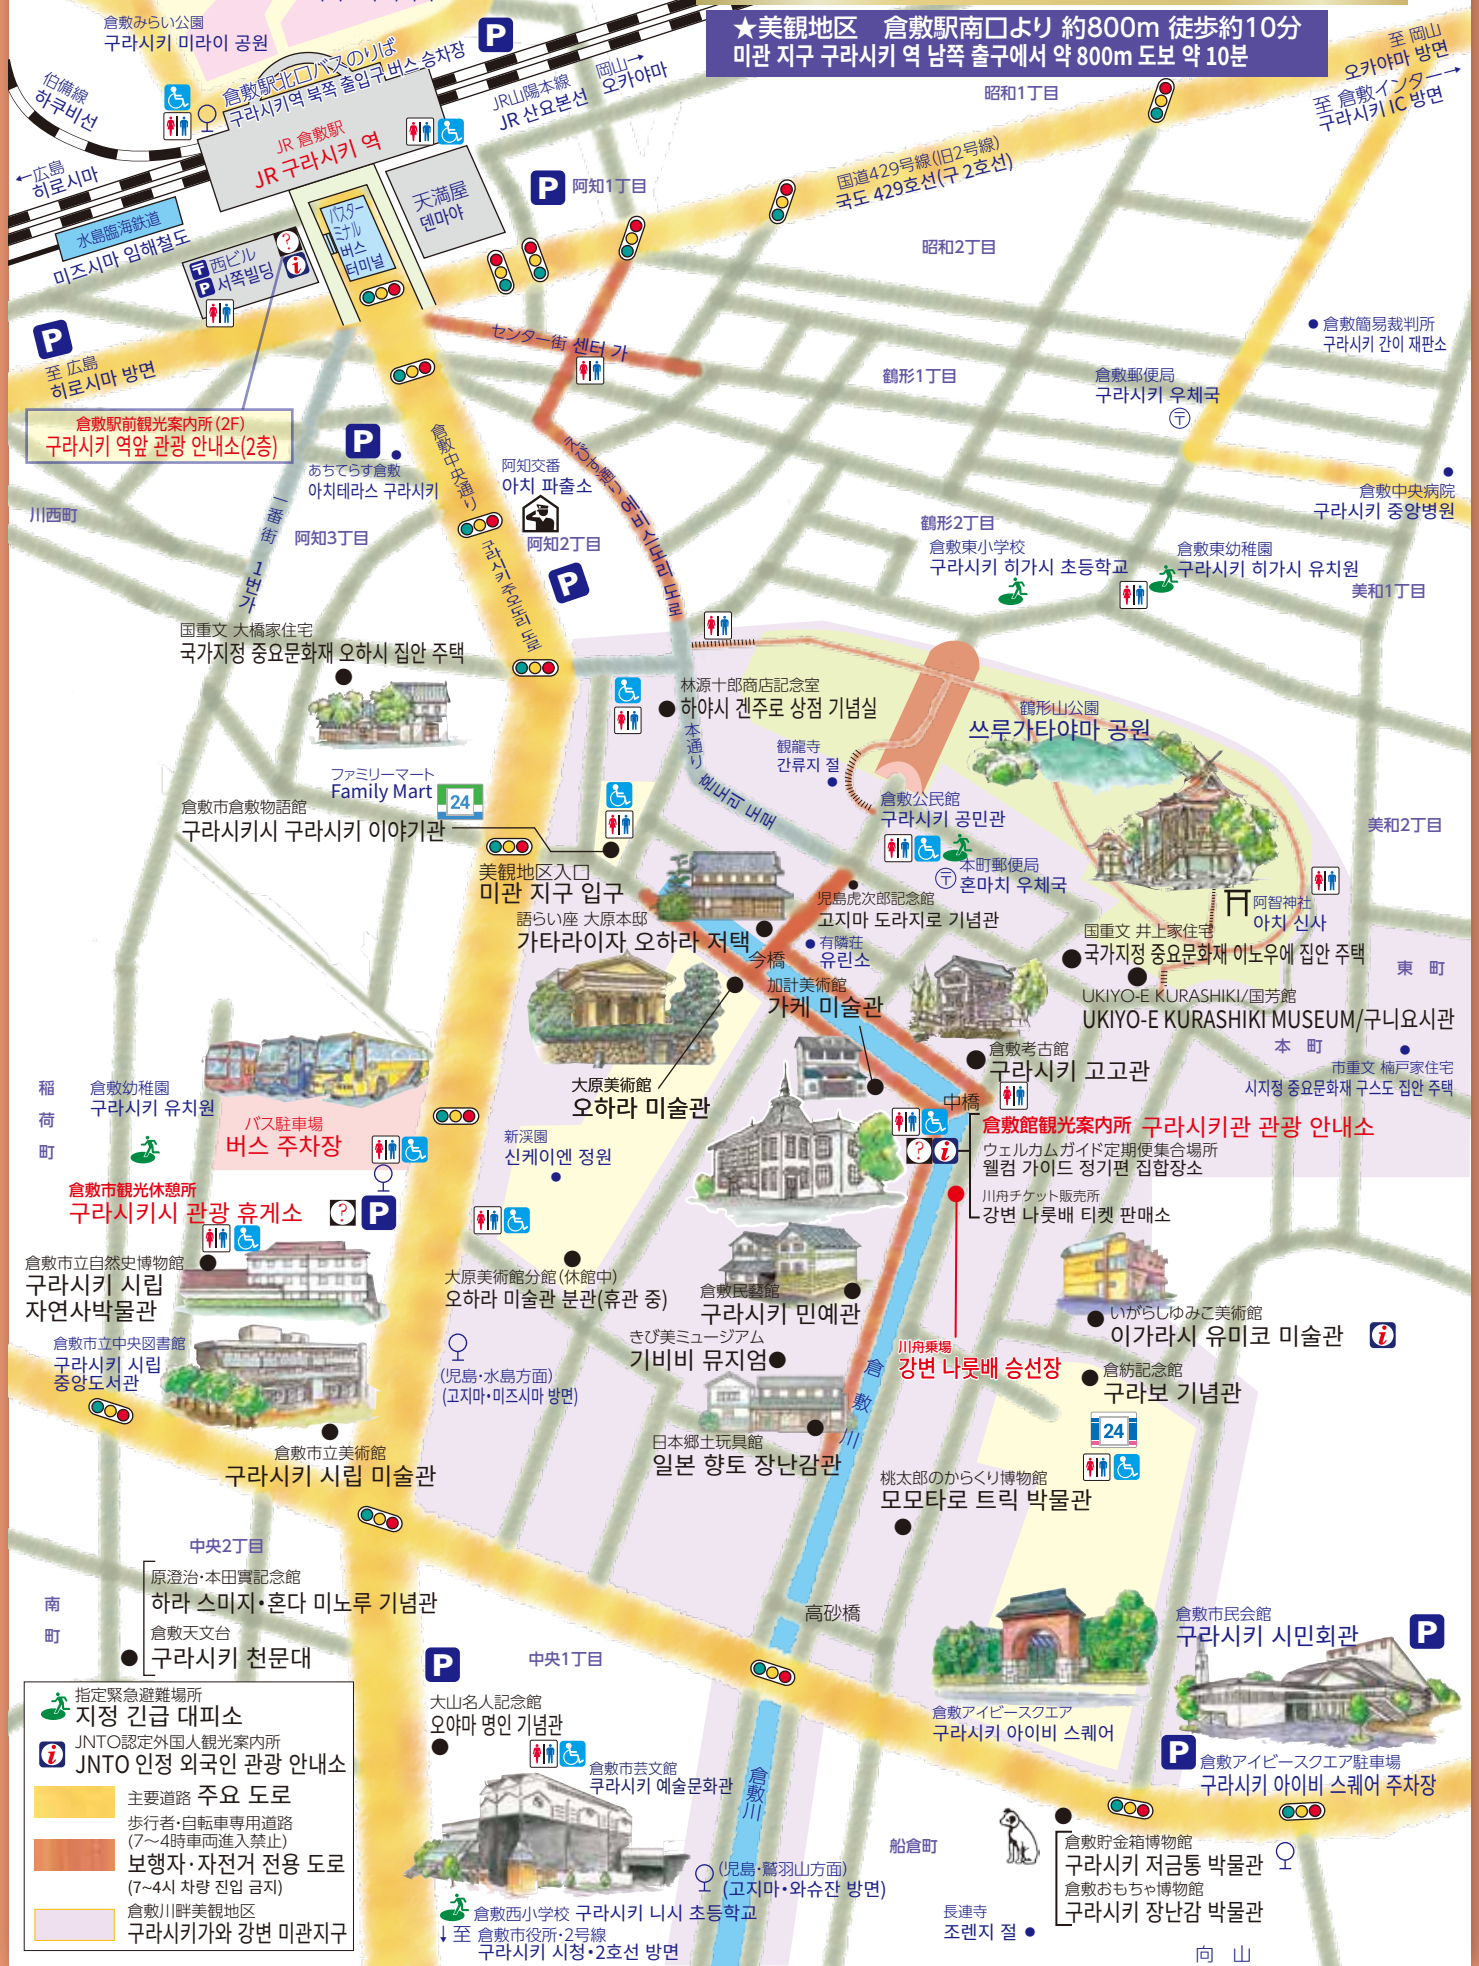 ★美観地区　倉敷駅南口より 約800m 徒歩約10分
미관 지구 구라시키 역 남쪽 출구에서 약 800m 도보 약 10분
倉敷みらい公園
구라시키 미라이 공원
P
伯備線
하쿠비선
倉敷駅北口バスのりば
구라시키역 북쪽 출입구 버스 승차장
JR山陽本線
JR 산요본선
岡山→
오카야마
昭和1丁目
至 岡山
오카야마 방면
至 倉敷インター→
구라시키 IC 방면
JR 倉敷駅
JR 구라시키 역
←広島
히로시마
水島臨海鉄道
미즈시마 임해철도
天満屋
덴마야
P
阿知1丁目
国道429号線(旧2号線)
국도 429호선(구 2호선)
昭和2丁目
バスター
ミナル
버스
터미널
〒
P
西ビル
서쪽빌딩
?
i
P
至 広島
히로시마 방면
センター街 센터 가
倉敷簡易裁判所
구라시키 간이 재판소
鶴形1丁目
倉敷郵便局
구라시키 우체국
〒
倉敷駅前観光案内所(2F)
구라시키 역앞 관광 안내소(2층)
P
あちてらす倉敷
아치테라스 구라시키
倉敷中央通り
구라시키 주오도리 도로
阿知交番
아치 파출소
えびす通り 에비스도리 도로
倉敷中央病院
구라시키 중앙병원
川西町
一番街 1번가
阿知3丁目
阿知2丁目
P
鶴形2丁目
倉敷東小学校
구라시키 히가시 초등학교
倉敷東幼稚園
구라시키 히가시 유치원
美和1丁目
国重文 大橋家住宅
국가지정 중요문화재 오하시 집안 주택
林源十郎商店記念室
하야시 겐주로 상점 기념실
本通り
혼도리 도로
鶴形山公園
쓰루가타야마 공원
観龍寺
간류지 절
ファミリーマート
Family Mart
24
倉敷市倉敷物語館
구라시키시 구라시키 이야기관
倉敷公民館
구라시키 공민관
本町郵便局
〒 혼마치 우체국
美和2丁目
美観地区入口
미관 지구 입구
語らい座 大原本邸
가타라이자 오하라 저택
児島虎次郎記念館
고지마 도라지로 기념관
有隣荘
유린소
今橋
加計美術館
가케 미술관
阿智神社
아치 신사
国重文 井上家住宅
국가지정 중요문화재 이노우에 집안 주택
東 町
UKIYO-E KURASHIKI/国芳館
UKIYO-E KURASHIKI MUSEUM/구니요시관
本 町
市重文 楠戸家住宅
시지정 중요문화재 구스도 집안 주택
倉敷考古館
구라시키 고고관
中橋
稲荷町
倉敷幼稚園
구라시키 유치원
バス駐車場
버스 주차장
大原美術館
오하라 미술관
新渓園
신케이엔 정원
倉敷館観光案内所 구라시키관 관광 안내소
?
i
ウェルカムガイド定期便集合場所
웰컴 가이드 정기편 집합장소
川舟チケット販売所
강변 나룻배 티켓 판매소
倉敷市観光休憩所
구라시키시 관광 휴게소
?
P
倉敷市立自然史博物館
구라시키 시립
자연사박물관
大原美術館分館(休館中)
오하라 미술관 분관(휴관 중)
倉敷民藝館
구라시키 민예관
いがらしゆみこ美術館
이가라시 유미코 미술관
i
倉敷市立中央図書館
구라시키 시립
중앙도서관
(児島・水島方面)
(고지마・미즈시마 방면)
きび美ミュージアム
기비비 뮤지엄
川舟乗場
강변 나룻배 승선장
倉敷川
倉紡記念館
구라보 기념관
24
倉敷市立美術館
구라시키 시립 미술관
日本郷土玩具館
일본 향토 장난감관
桃太郎のからくり博物館
모모타로 트릭 박물관
中央2丁目
原澄治・本田實記念館
하라 스미지・혼다 미노루 기념관
南町
倉敷天文台
구라시키 천문대
高砂橋
倉敷市民会館
구라시키 시민회관
P
P
中央1丁目
大山名人記念館
오야마 명인 기념관
倉敷アイビースクエア
구라시키 아이비 스퀘어
P
倉敷アイビースクエア駐車場
구라시키 아이비 스퀘어 주차장
倉敷市芸文館
쿠라시키 예술문화관
倉敷川
船倉町
倉敷貯金箱博物館
구라시키 저금통 박물관
倉敷おもちゃ博物館
구라시키 장난감 박물관
(児島・鷲羽山方面)
(고지마・와슈잔 방면)
倉敷西小学校 구라시키 니시 초등학교
↓至 倉敷市役所・2号線
구라시키 시청・2호선 방면
長連寺
조렌지 절
向 山
指定緊急避難場所
지정 긴급 대피소
i
JNTO認定外国人観光案内所
JNTO 인정 외국인 관광 안내소
主要道路 주요 도로
歩行者・自転車専用道路
(7～4時車両進入禁止)
보행자・자전거 전용 도로
(7~4시 차량 진입 금지)
倉敷川畔美観地区
구라시키가와 강변 미관지구